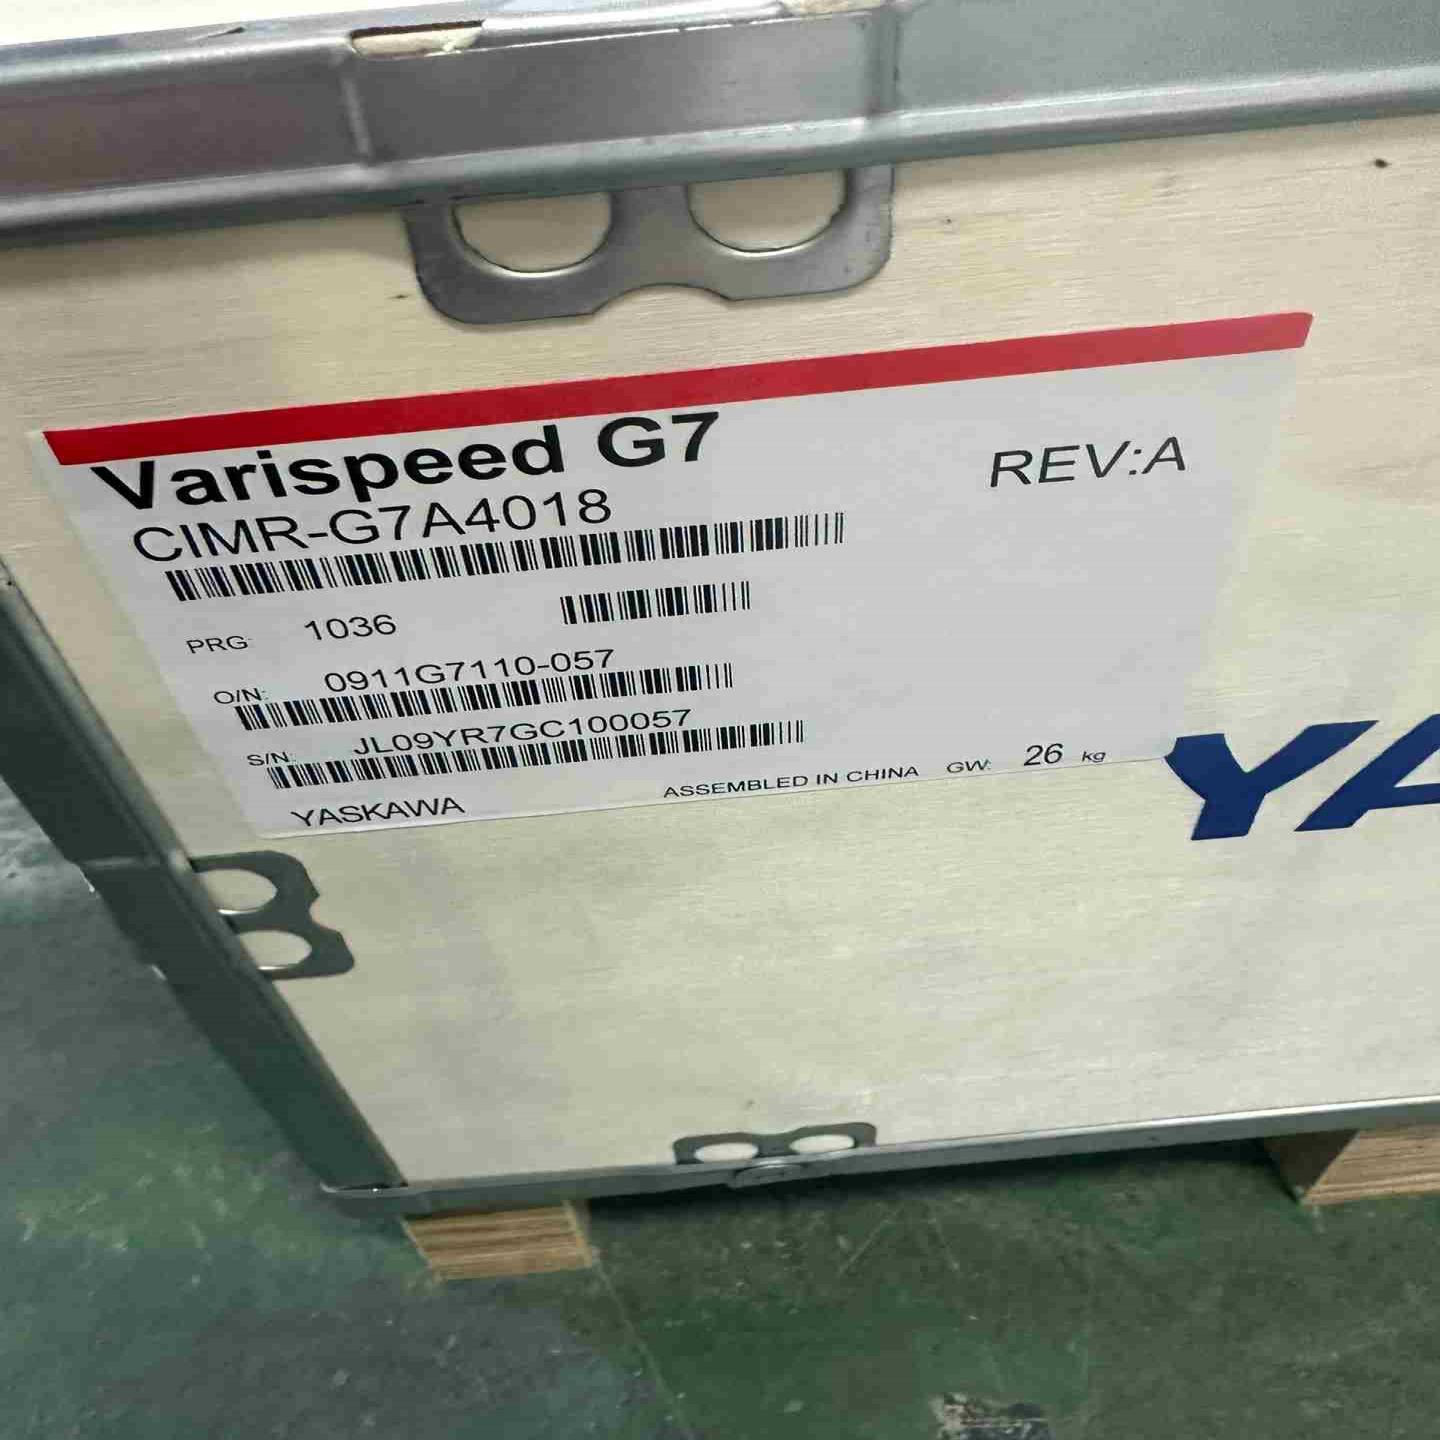 Varispeed G7
REV:A
CIMR-G7A4018
PRG: 1036
O/N: 0911G7110-057
S/N: JL09YR7GC100057
YASKAWA ASSEMBLED IN CHINA GW: 26 kg
YA